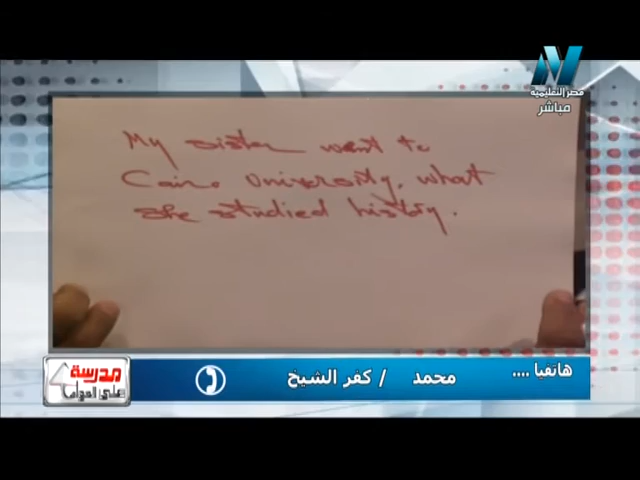 مصر التعليمية
مباشر
My sister went to
Cairo University. what
she studied history.
هاتفيا ....
محمد / كفر الشيخ
مدرسة
على الهواء